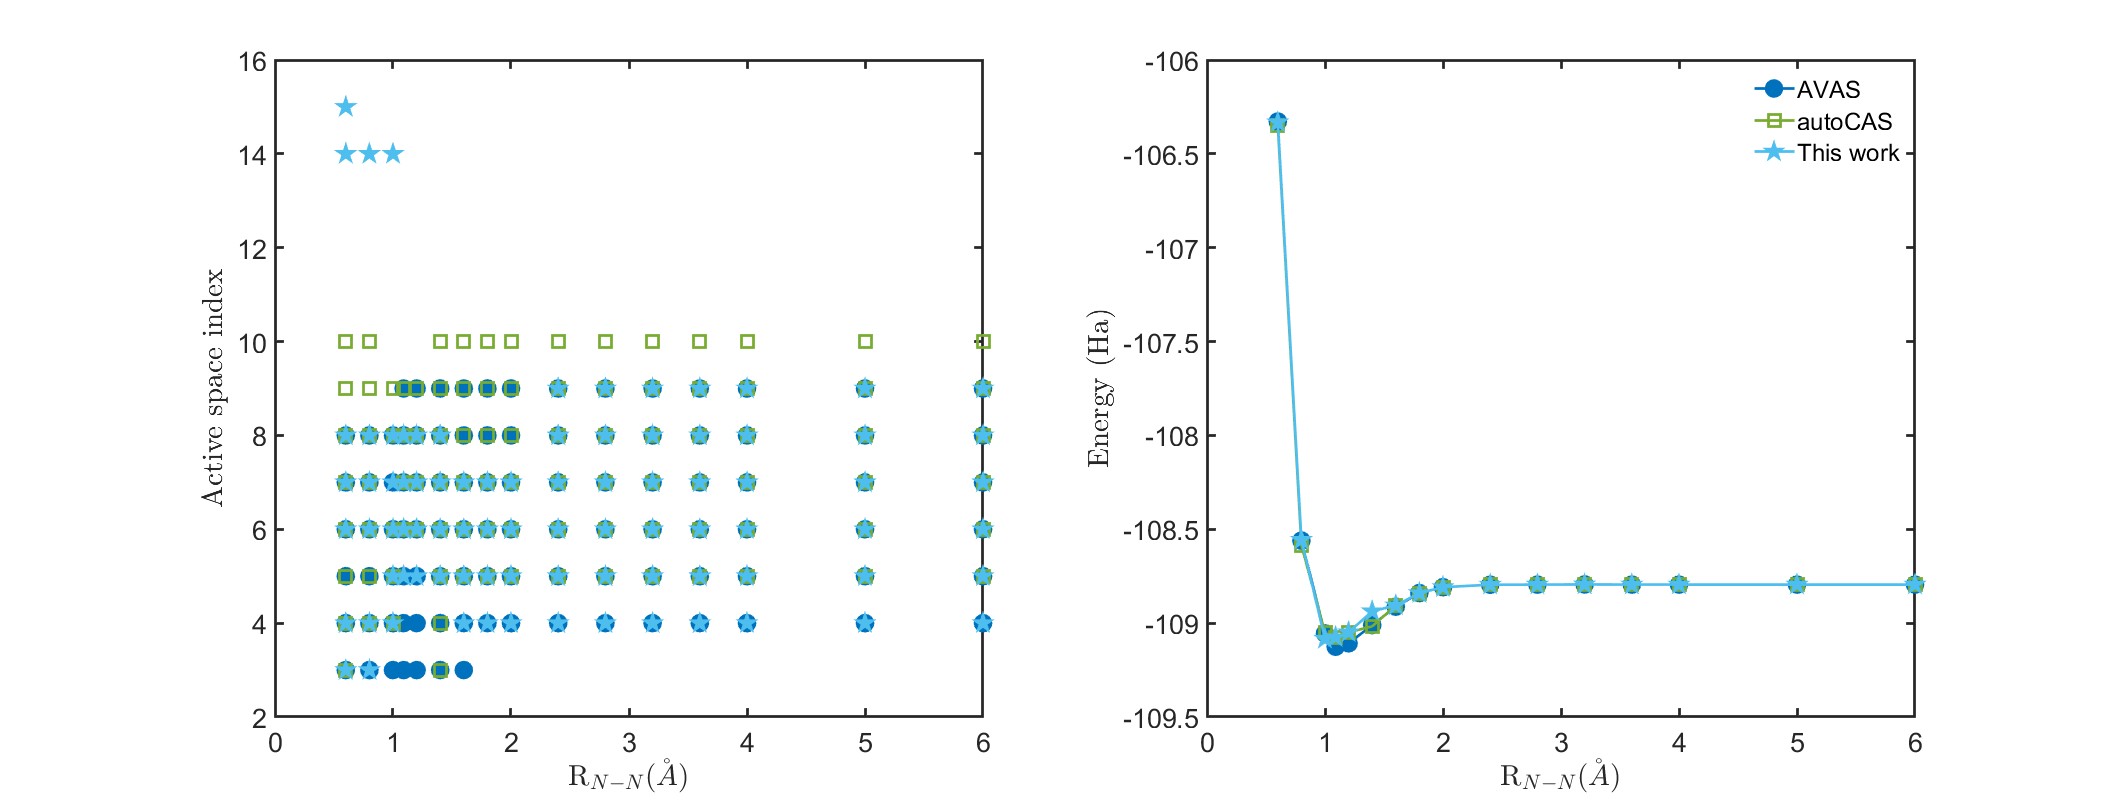 16
14
12
10
8
6
4
2
Active space index
0 1 2 3 4 5 6
R_{N−N}(Å)
-106
-106.5
-107
-107.5
-108
-108.5
-109
-109.5
Energy (Ha)
AVAS
autoCAS
This work
0 1 2 3 4 5 6
R_{N−N}(Å)